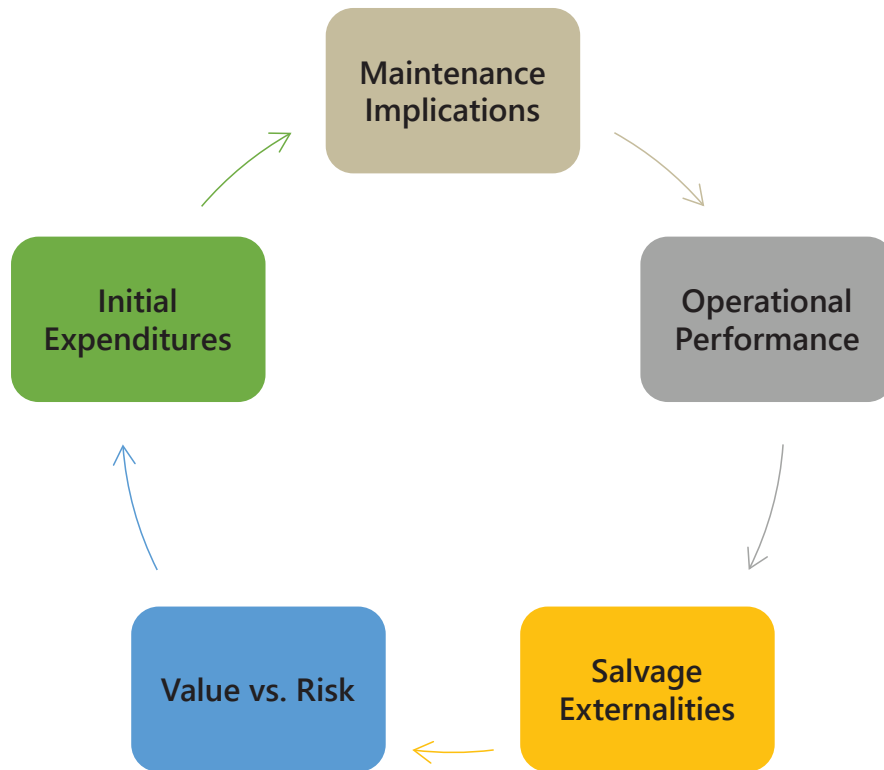 Maintenance
Implications
Initial
Expenditures
Operational
Performance
Value vs. Risk
Salvage
Externalities